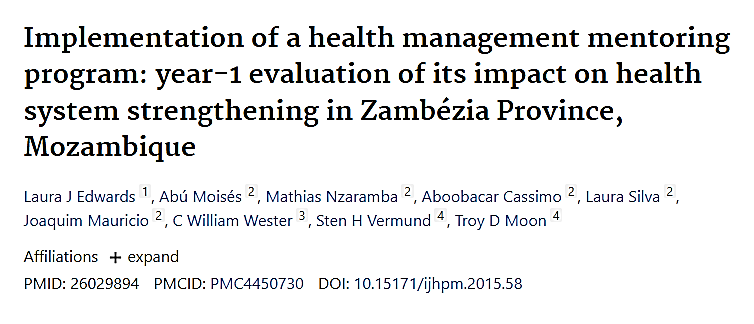 Implementation of a health management mentoring
program: year-1 evaluation of its impact on health
system strengthening in Zambézia Province,
Mozambique
Laura J Edwards 1, Abú Moisés 2, Mathias Nzaramba 2, Aboobacar Cassimo 2, Laura Silva 2,
Joaquim Mauricio 2, C William Wester 3, Sten H Vermund 4, Troy D Moon 4
Affiliations + expand
PMID: 26029894 PMCID: PMC4450730 DOI: 10.15171/ijhpm.2015.58